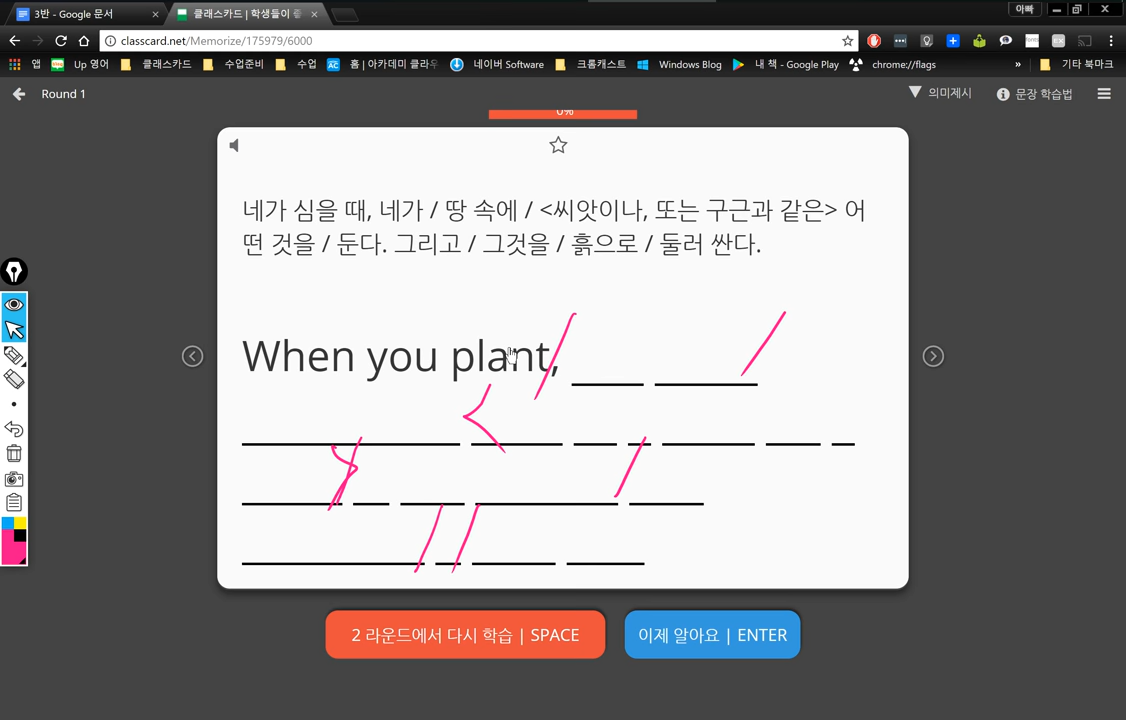 3반 - Google 문서
클래스카드 | 학생들이 좋
아빠
classcard.net/Memorize/175979/6000
앱
Up 영어
클래스카드
수업준비
수업
홈 | 아카데미 클라우
네이버 Software
크롬캐스트
Windows Blog
내 책 - Google Play
chrome://flags
»
기타 북마크
Round 1
의미제시
문장 학습법
0%
네가 심을 때, 네가 / 땅 속에 / <씨앗이나, 또는 구근과 같은> 어
떤 것을 / 둔다. 그리고 / 그것을 / 흙으로 / 둘러 싼다.
When you plant,
2 라운드에서 다시 학습 | SPACE
이제 알아요 | ENTER